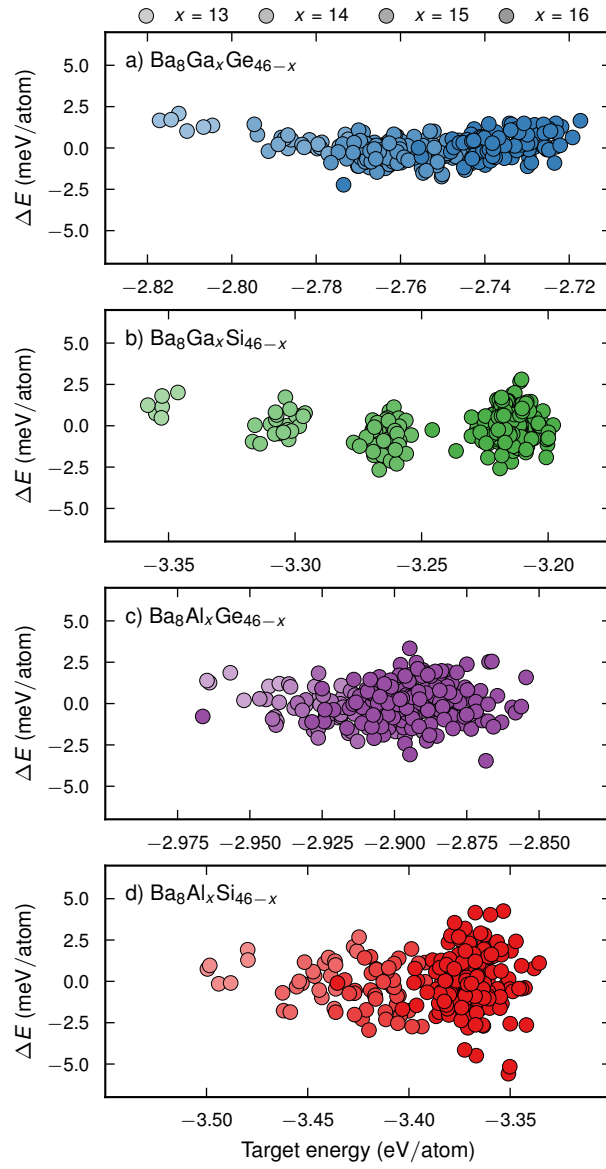 x = 13 x = 14 x = 15 x = 16
a) Ba₈GaₓGe₄₆₋ₓ
5.0
2.5
0.0
−2.5
−5.0
ΔE (meV/atom)
−2.82 −2.80 −2.78 −2.76 −2.74 −2.72
b) Ba₈GaₓSi₄₆₋ₓ
5.0
2.5
0.0
−2.5
−5.0
ΔE (meV/atom)
−3.35 −3.30 −3.25 −3.20
c) Ba₈AlₓGe₄₆₋ₓ
5.0
2.5
0.0
−2.5
−5.0
ΔE (meV/atom)
−2.975 −2.950 −2.925 −2.900 −2.875 −2.850
d) Ba₈AlₓSi₄₆₋ₓ
5.0
2.5
0.0
−2.5
−5.0
ΔE (meV/atom)
−3.50 −3.45 −3.40 −3.35
Target energy (eV/atom)